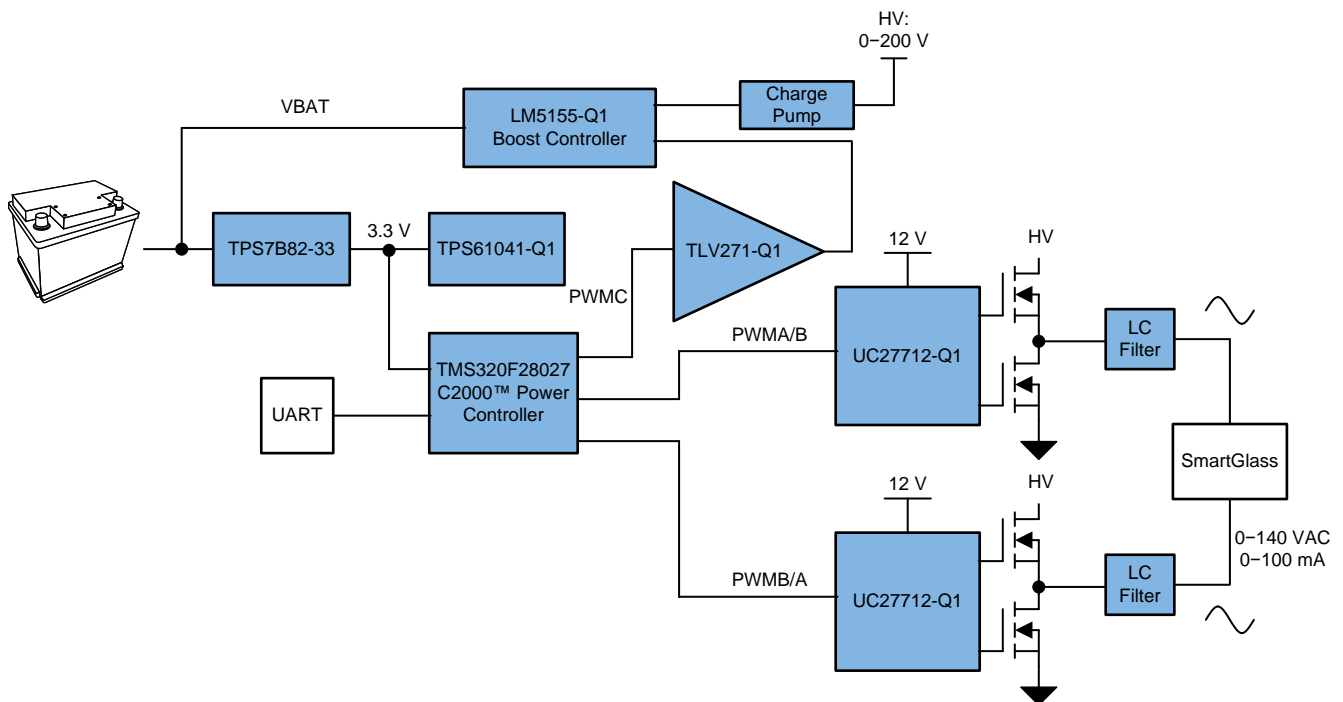 HV:
0−200 V
VBAT
LM5155-Q1
Boost Controller
Charge
Pump
TPS7B82-33
3.3 V
TPS61041-Q1
TLV271-Q1
PWMC
12 V
HV
PWMA/B
UC27712-Q1
LC
Filter
TMS320F28027
C2000™ Power
Controller
UART
SmartGlass
12 V
HV
0−140 VAC
0−100 mA
PWMB/A
UC27712-Q1
LC
Filter